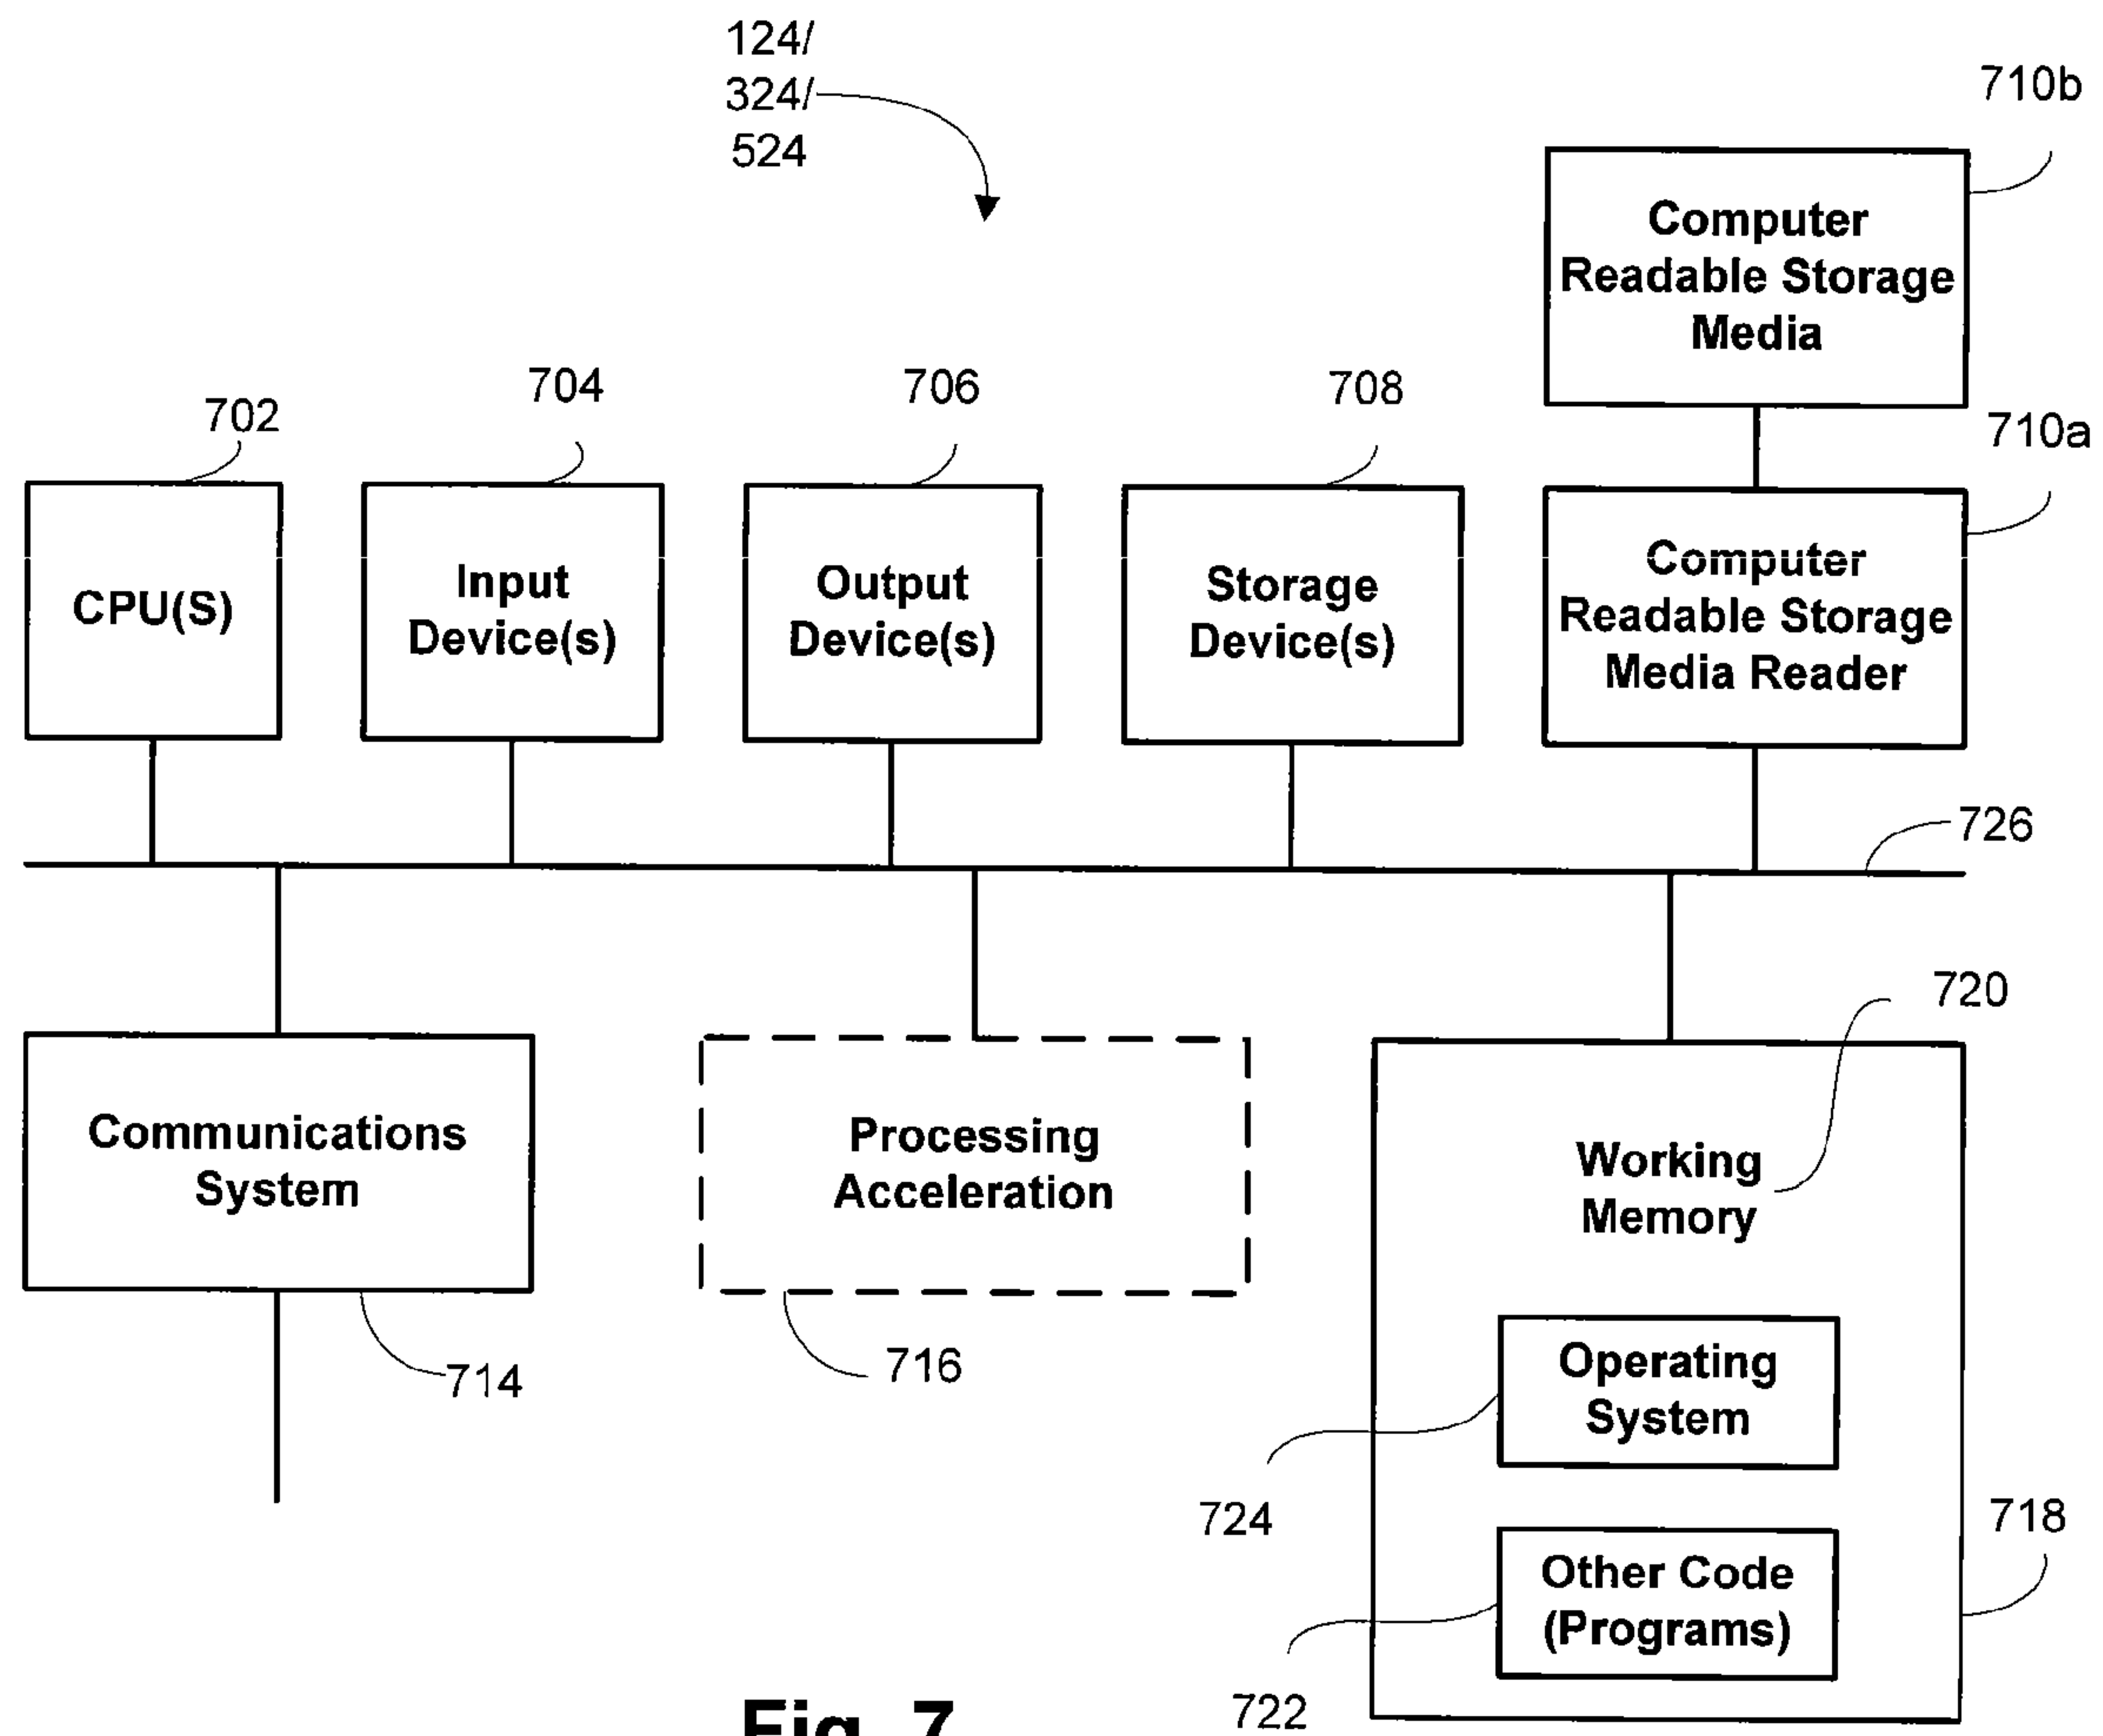 124/
324/
524
710b
Computer
Readable Storage
Media
702
704
706
708
710a
CPU(S)
Input
Device(s)
Output
Device(s)
Storage
Device(s)
Computer
Readable Storage
Media Reader
726
720
Communications
System
Processing
Acceleration
Working
Memory
714
716
Operating
System
724
718
Other Code
(Programs)
722
Fig. 7